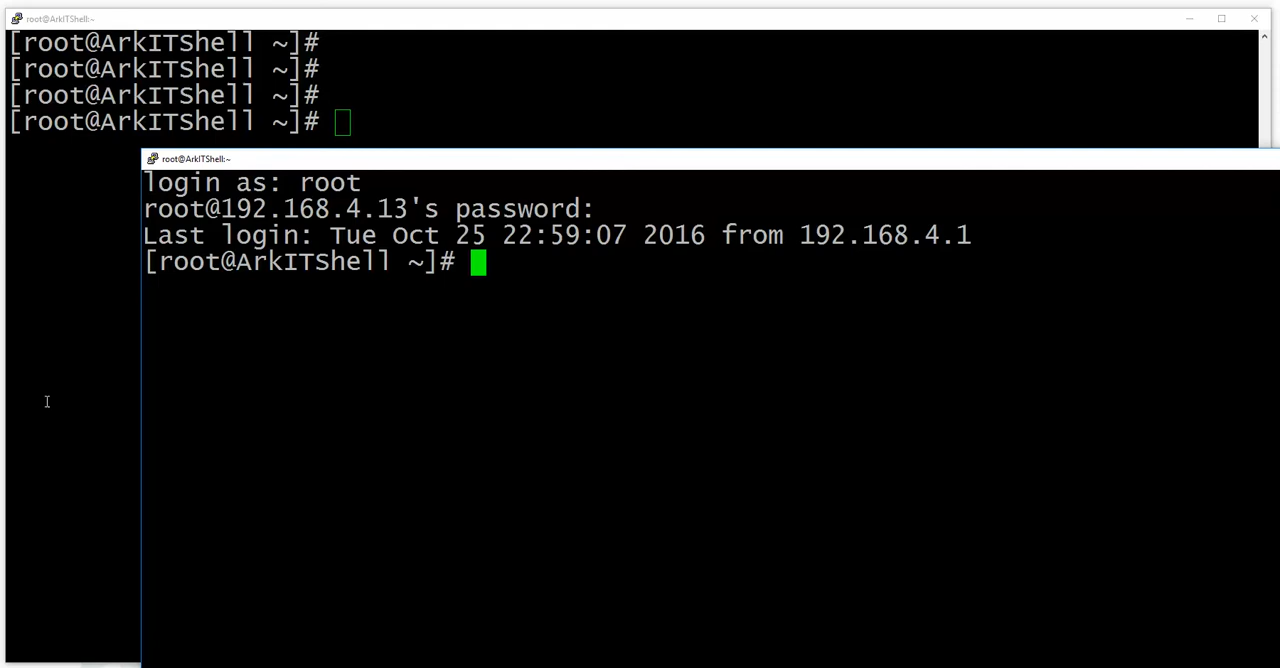 root@ArkITShell:~
[root@ArkITShell ~]#
[root@ArkITShell ~]#
[root@ArkITShell ~]#
[root@ArkITShell ~]#
root@ArkITShell:~
login as: root
root@192.168.4.13's password:
Last login: Tue Oct 25 22:59:07 2016 from 192.168.4.1
[root@ArkITShell ~]#